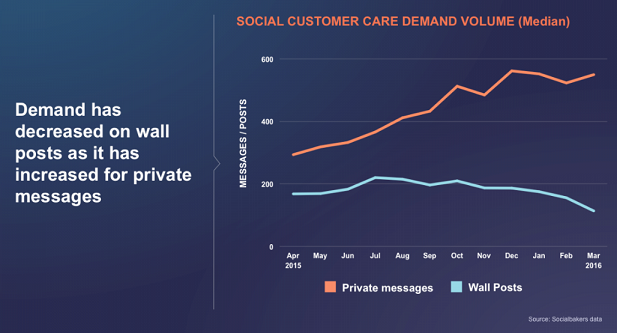 SOCIAL CUSTOMER CARE DEMAND VOLUME (Median)
Demand has
decreased on wall
posts as it has
increased for private
messages
MESSAGES / POSTS
600
400
200
0
Apr May Jun Jul Aug Sep Oct Nov Dec Jan Feb Mar
2015 2016
Private messages Wall Posts
Source: Socialbakers data